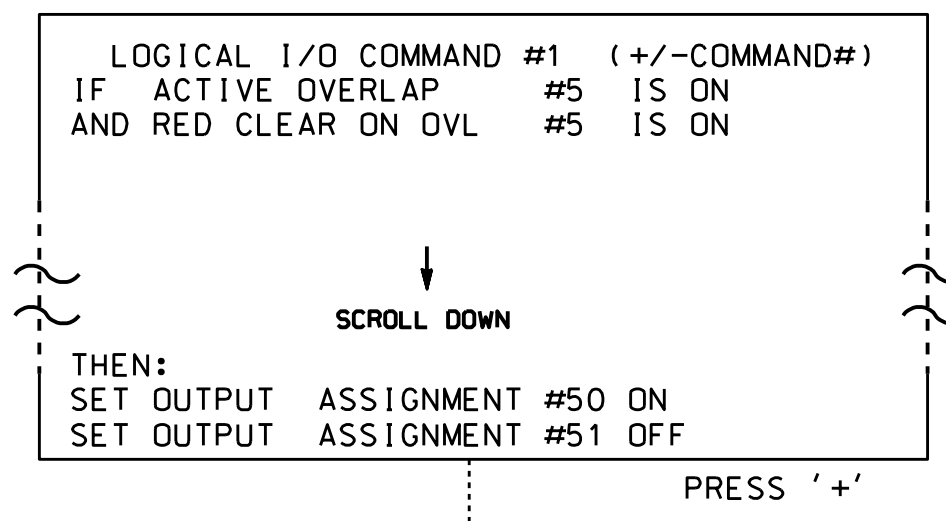 LOGICAL I/O COMMAND #1 (+/-COMMAND#)
IF ACTIVE OVERLAP #5 IS ON
AND RED CLEAR ON OVL #5 IS ON
SCROLL DOWN
THEN:
SET OUTPUT ASSIGNMENT #50 ON
SET OUTPUT ASSIGNMENT #51 OFF
PRESS '+'